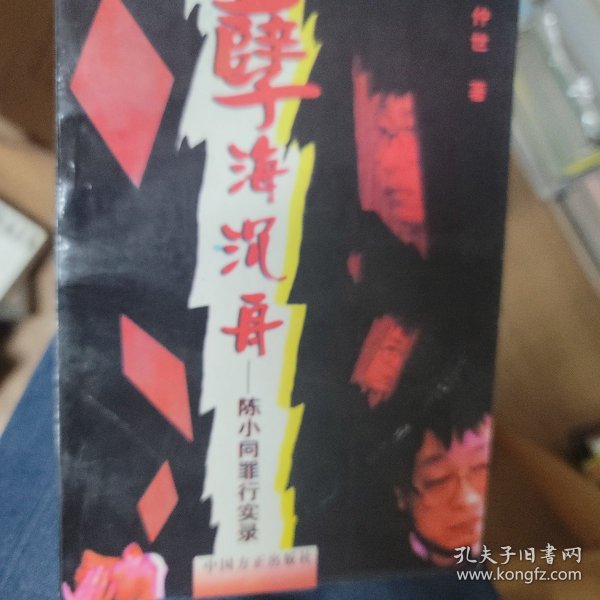 孽海沉舟
——陈小同罪行实录
仲世 著
中国方正出版社
孔夫子旧书网
www.kongfz.com